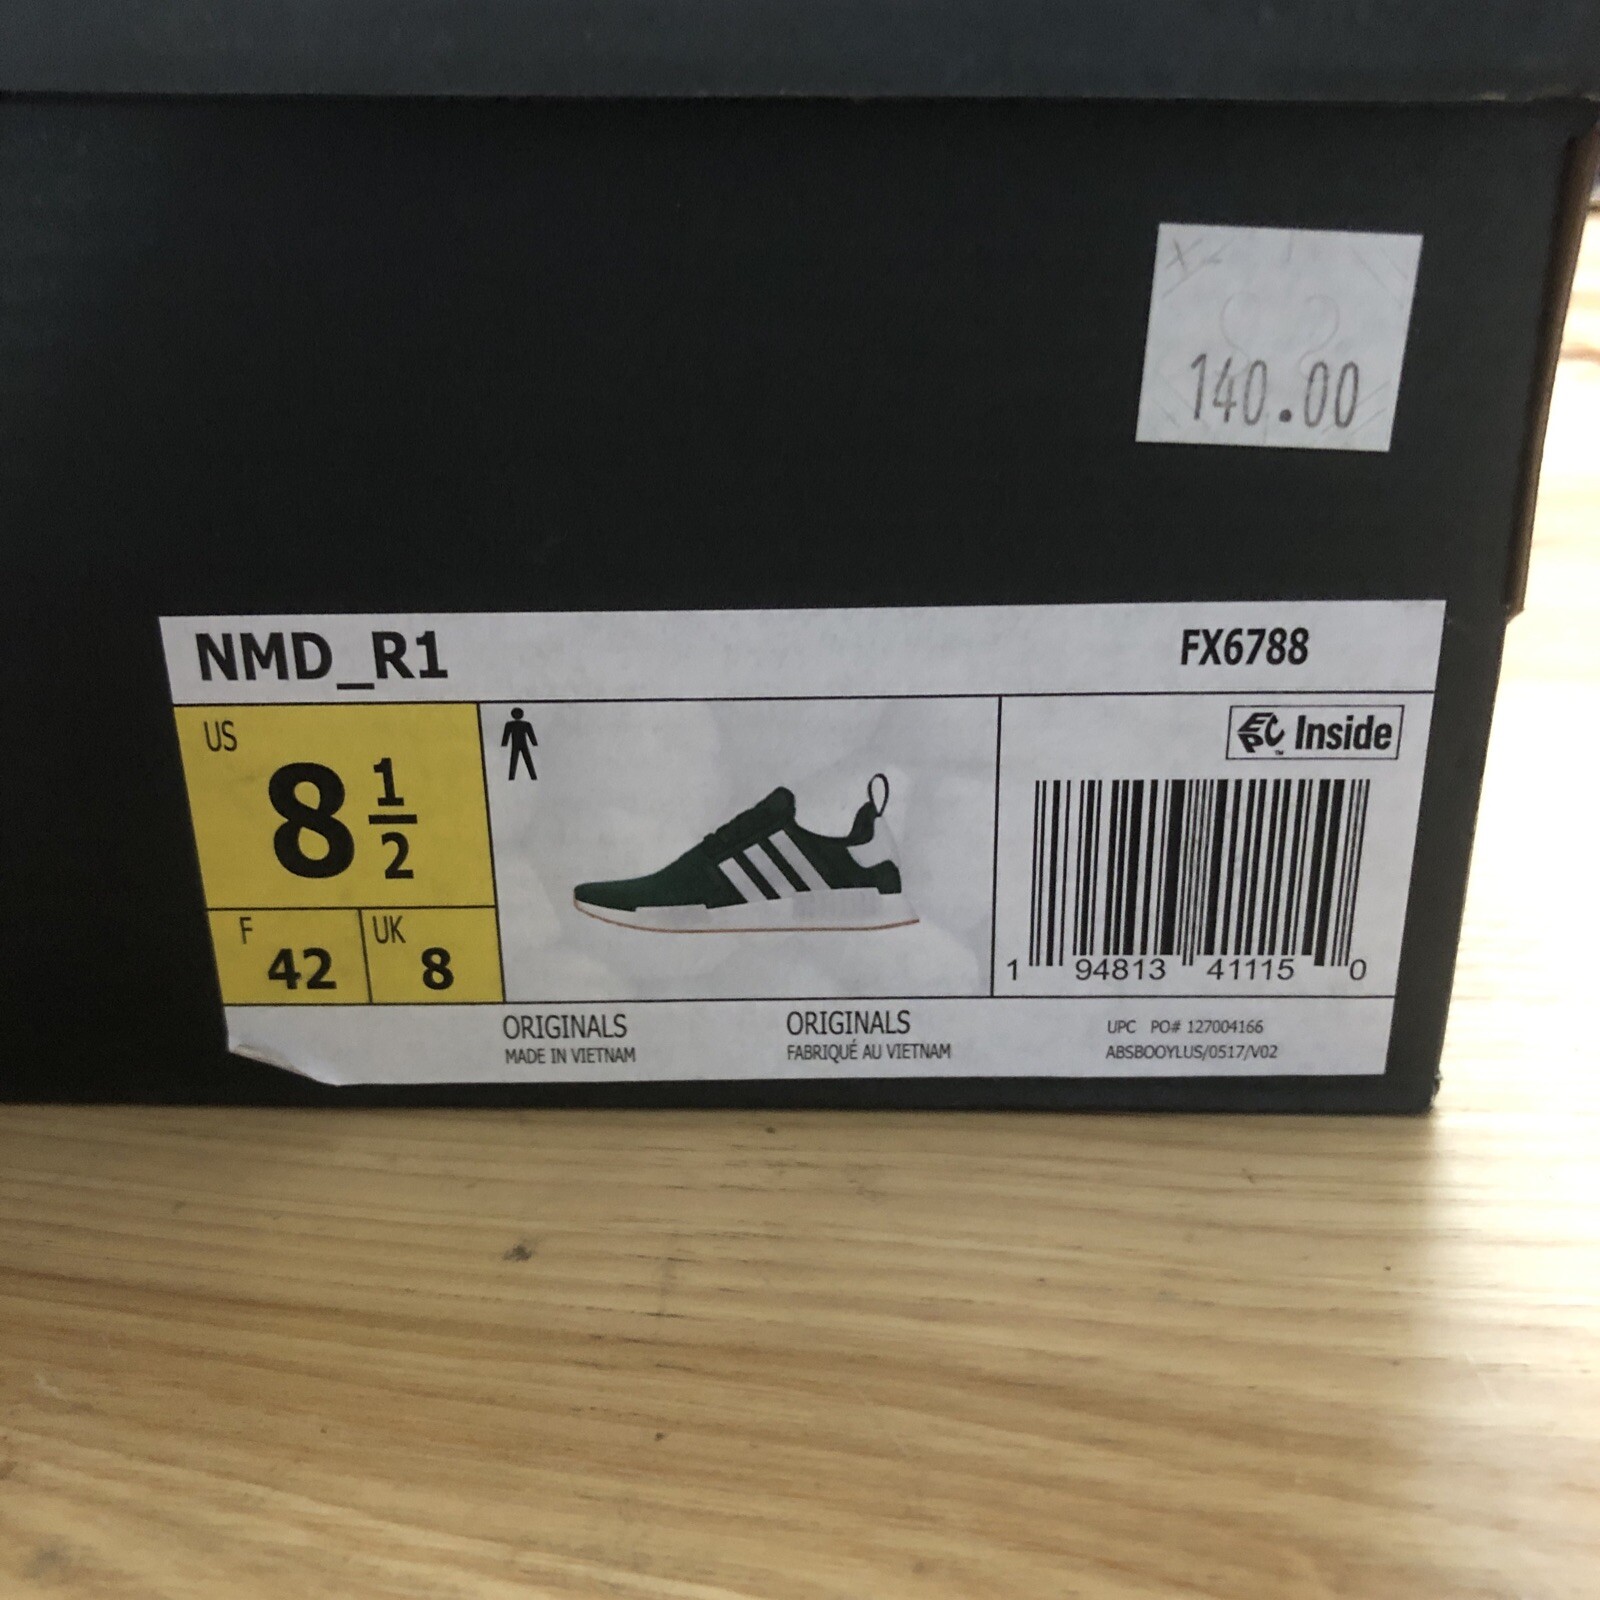 140.00
NMD_R1
FX6788
US
8 1/2
F 42
UK 8
EPC Inside
1 94813 41115 0
ORIGINALS
MADE IN VIETNAM
ORIGINALS
FABRIQUÉ AU VIETNAM
UPC PO# 127004166
ABSBOOYLUS/0517/V02